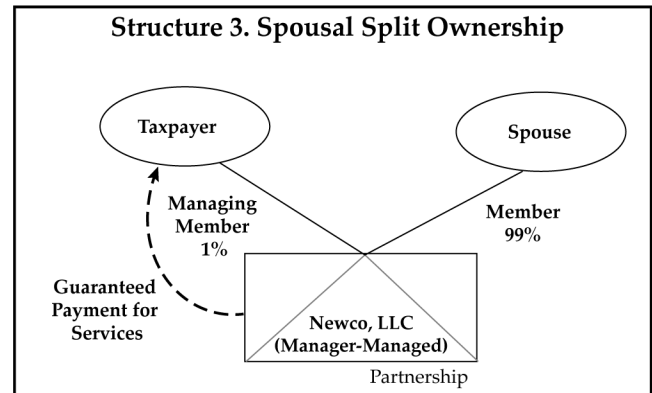 Structure 3. Spousal Split Ownership
Taxpayer
Spouse
Managing
Member
1%
Member
99%
Guaranteed
Payment for
Services
Newco, LLC
(Manager-Managed)
Partnership